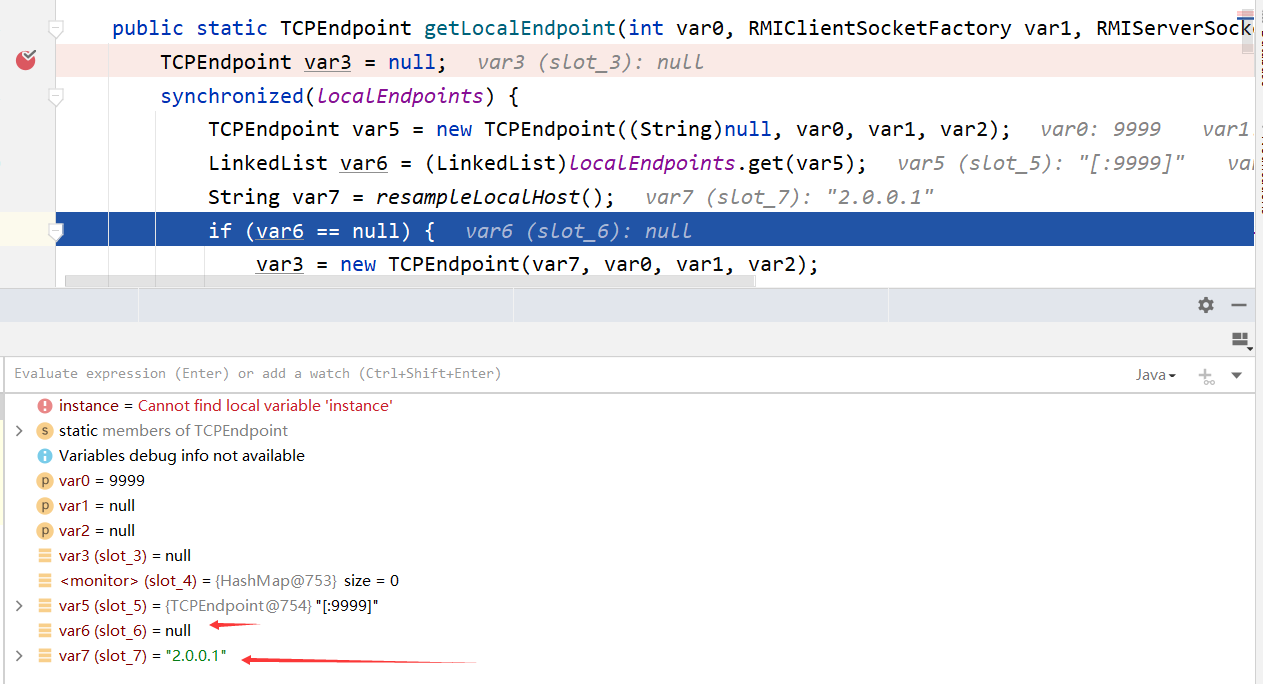 public static TCPEndpoint getLocalEndpoint(int var0, RMIClientSocketFactory var1, RMIServerSock
TCPEndpoint var3 = null; var3 (slot_3): null
synchronized(localEndpoints) {
TCPEndpoint var5 = new TCPEndpoint((String)null, var0, var1, var2); var0: 9999 var1
LinkedList var6 = (LinkedList)localEndpoints.get(var5); var5 (slot_5): "[:9999]" va
String var7 = resampleLocalHost(); var7 (slot_7): "2.0.0.1"
if (var6 == null) { var6 (slot_6): null
var3 = new TCPEndpoint(var7, var0, var1, var2);
Evaluate expression (Enter) or add a watch (Ctrl+Shift+Enter)
Java
instance = Cannot find local variable 'instance'
s static members of TCPEndpoint
i Variables debug info not available
p var0 = 9999
p var1 = null
p var2 = null
var3 (slot_3) = null
<monitor> (slot_4) = {HashMap@753} size = 0
var5 (slot_5) = {TCPEndpoint@754} "[:9999]"
var6 (slot_6) = null
var7 (slot_7) = "2.0.0.1"